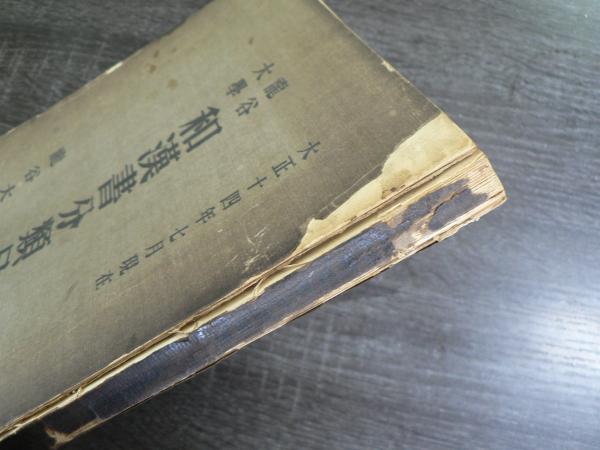 大正十四年七月現在
龍谷
大學
和漢書分類
龍谷大